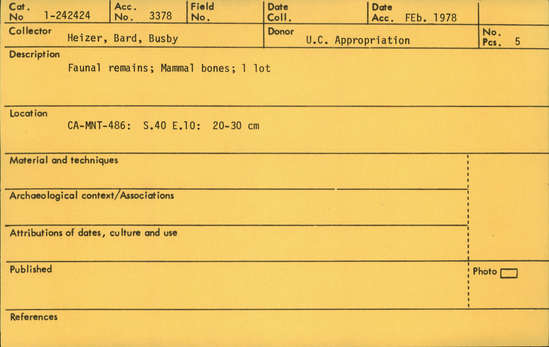 Cat. No 1-242424 Acc. No. 3378 Field No. Date Coll. Date Acc. FEb. 1978
Collector Heizer, Bard, Busby Donor U.C. Appropriation No. Pcs. 5
Description
Faunal remains; Mammal bones; 1 lot
Location
CA-MNT-486: S.40 E.10: 20-30 cm
Material and techniques
Archaeological context/Associations
Attributions of dates, culture and use
Published Photo
References